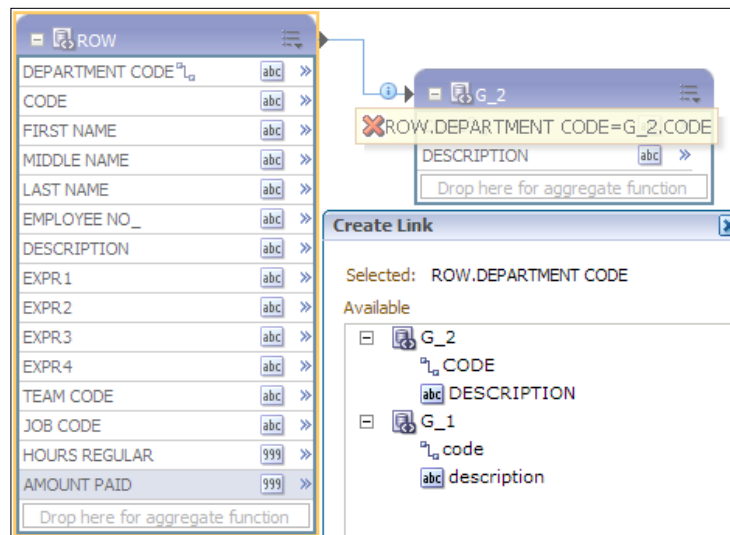 ROW
DEPARTMENT CODE abc
CODE abc
FIRST NAME abc
MIDDLE NAME abc
LAST NAME abc
EMPLOYEE NO_ abc
DESCRIPTION abc
EXPR1 abc
EXPR2 abc
EXPR3 abc
EXPR4 abc
TEAM CODE abc
JOB CODE abc
HOURS REGULAR 999
AMOUNT PAID 999
Drop here for aggregate function
G_2
ROW.DEPARTMENT CODE=G_2.CODE
DESCRIPTION abc
Drop here for aggregate function
Create Link
Selected: ROW.DEPARTMENT CODE
Available
G_2
CODE
abc DESCRIPTION
G_1
code
abc description